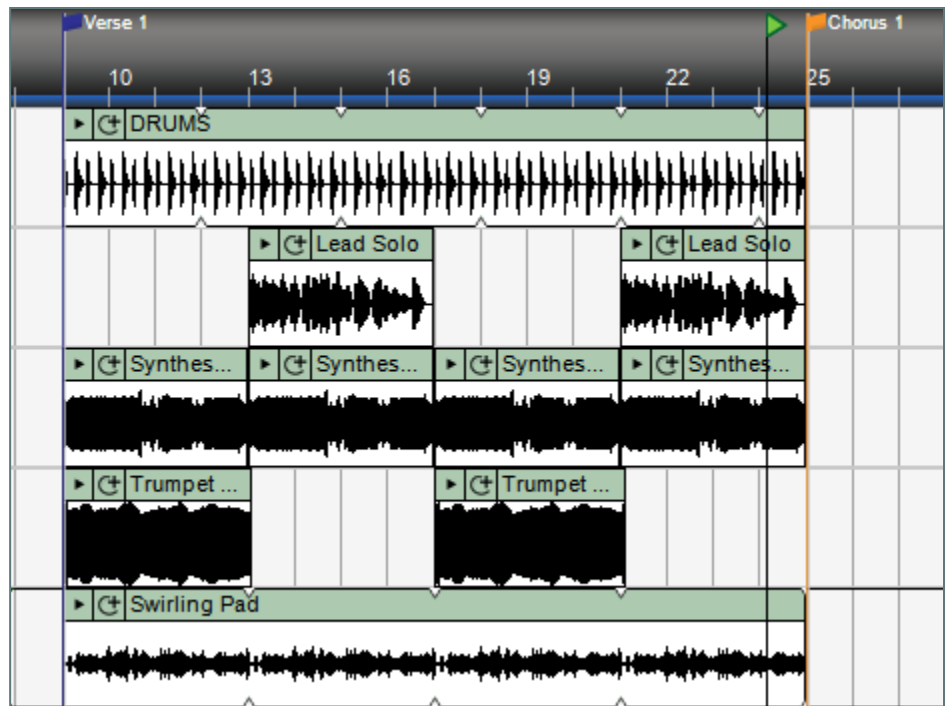 Verse 1 Chorus 1
10 13 16 19 22 25
DRUMS
Lead Solo Lead Solo
Synthes... Synthes... Synthes... Synthes...
Trumpet ... Trumpet ...
Swirling Pad